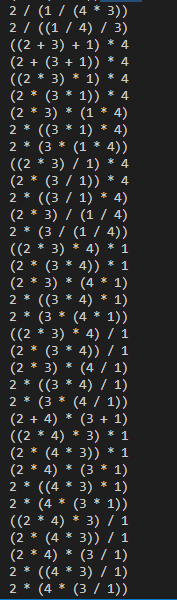 2 / (1 / (4 * 3))
2 / ((1 / 4) / 3)
((2 + 3) + 1) * 4
(2 + (3 + 1)) * 4
((2 * 3) * 1) * 4
(2 * (3 * 1)) * 4
(2 * 3) * (1 * 4)
2 * ((3 * 1) * 4)
2 * (3 * (1 * 4))
((2 * 3) / 1) * 4
(2 * (3 / 1)) * 4
2 * ((3 / 1) * 4)
(2 * 3) / (1 / 4)
2 * (3 / (1 / 4))
((2 * 3) * 4) * 1
(2 * (3 * 4)) * 1
(2 * 3) * (4 * 1)
2 * ((3 * 4) * 1)
2 * (3 * (4 * 1))
((2 * 3) * 4) / 1
(2 * (3 * 4)) / 1
(2 * 3) * (4 / 1)
2 * ((3 * 4) / 1)
2 * (3 * (4 / 1))
(2 + 4) * (3 + 1)
((2 * 4) * 3) * 1
(2 * (4 * 3)) * 1
(2 * 4) * (3 * 1)
2 * ((4 * 3) * 1)
2 * (4 * (3 * 1))
((2 * 4) * 3) / 1
(2 * (4 * 3)) / 1
(2 * 4) * (3 / 1)
2 * ((4 * 3) / 1)
2 * (4 * (3 / 1))